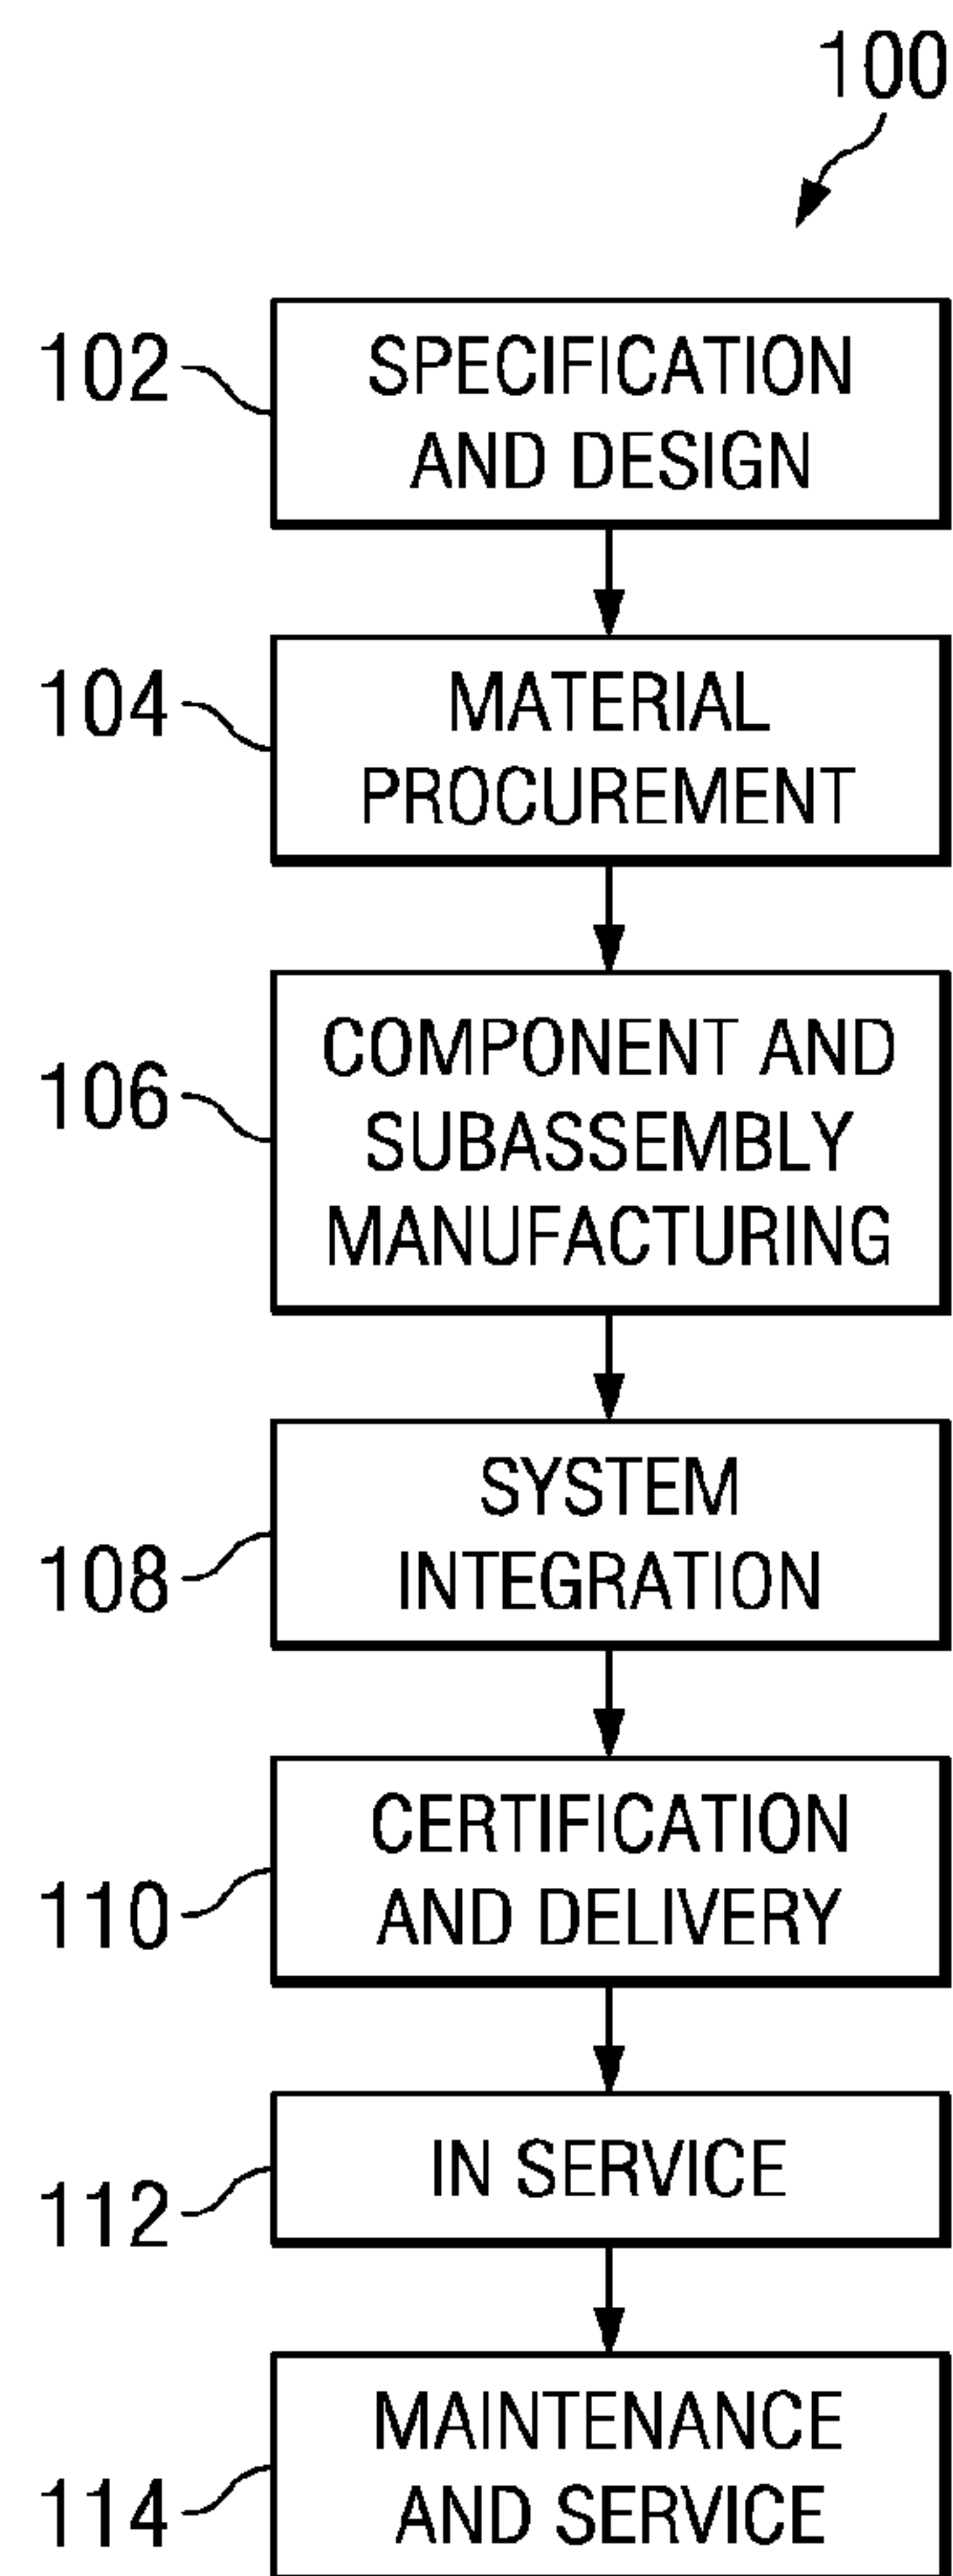 100
102
SPECIFICATION
AND DESIGN
104
MATERIAL
PROCUREMENT
106
COMPONENT AND
SUBASSEMBLY
MANUFACTURING
108
SYSTEM
INTEGRATION
110
CERTIFICATION
AND DELIVERY
112
IN SERVICE
114
MAINTENANCE
AND SERVICE